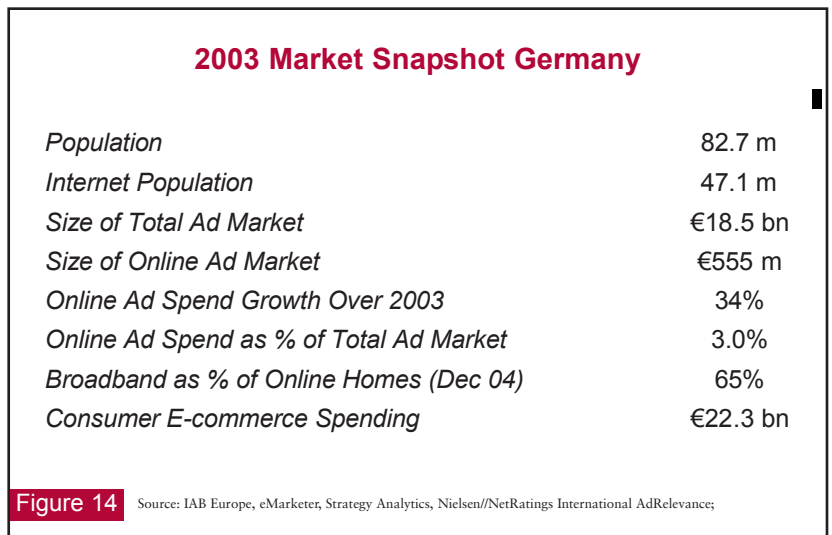 2003 Market Snapshot Germany
Population 82.7 m
Internet Population 47.1 m
Size of Total Ad Market €18.5 bn
Size of Online Ad Market €555 m
Online Ad Spend Growth Over 2003 34%
Online Ad Spend as % of Total Ad Market 3.0%
Broadband as % of Online Homes (Dec 04) 65%
Consumer E-commerce Spending €22.3 bn
Figure 14 Source: IAB Europe, eMarketer, Strategy Analytics, Nielsen//NetRatings International AdRelevance;